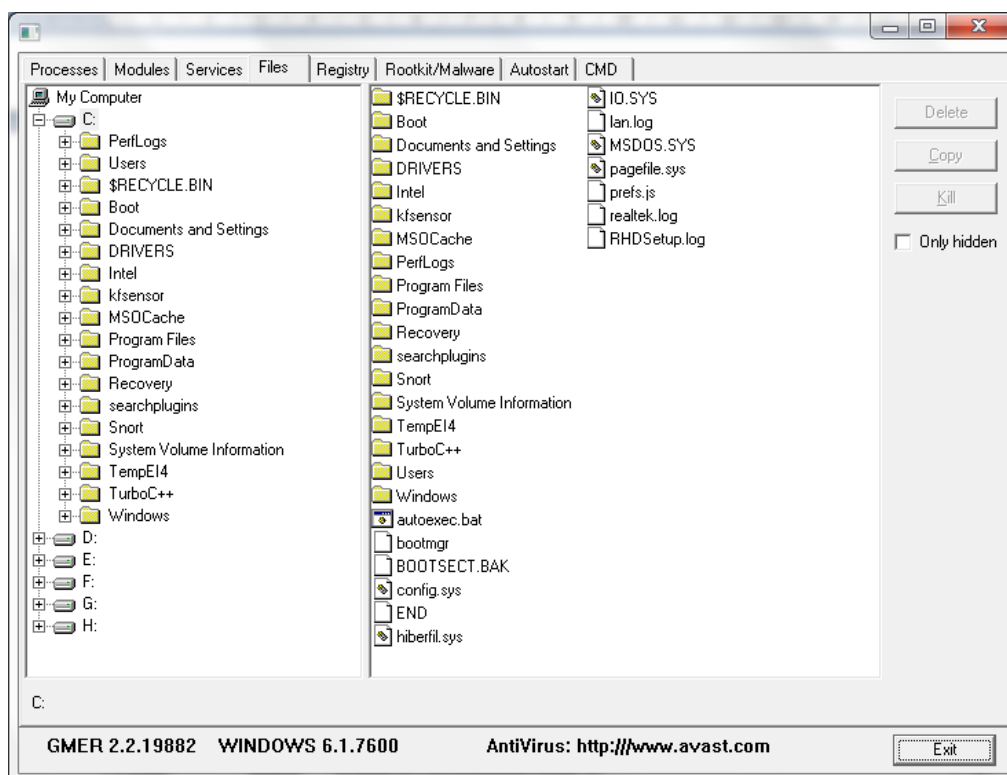 Processes Modules Services Files Registry Rootkit/Malware Autostart CMD
My Computer
C:
PerfLogs
Users
$RECYCLE.BIN
Boot
Documents and Settings
DRIVERS
Intel
kfsensor
MSOCache
Program Files
ProgramData
Recovery
searchplugins
Snort
System Volume Information
TempEI4
TurboC++
Windows
D:
E:
F:
G:
H:
$RECYCLE.BIN
Boot
Documents and Settings
DRIVERS
Intel
kfsensor
MSOCache
PerfLogs
Program Files
ProgramData
Recovery
searchplugins
Snort
System Volume Information
TempEI4
TurboC++
Users
Windows
autoexec.bat
bootmgr
BOOTSECT.BAK
config.sys
END
hiberfil.sys
IO.SYS
lan.log
MSDOS.SYS
pagefile.sys
prefs.js
realtek.log
RHDSetup.log
Delete
Copy
Kill
Only hidden
C:
GMER 2.2.19882 WINDOWS 6.1.7600 AntiVirus: http:///www.avast.com
Exit